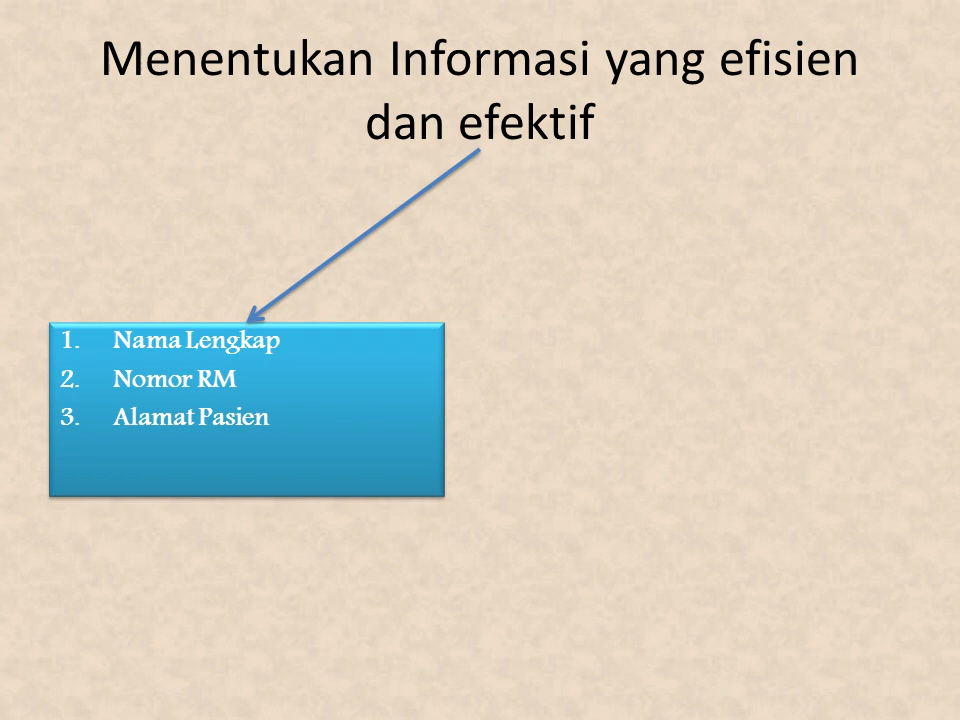 Menentukan Informasi yang efisien
dan efektif
1. Nama Lengkap
2. Nomor RM
3. Alamat Pasien